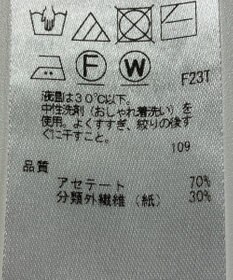 F
W
F23T
液温は30℃以下。
中性洗剤(おしゃれ着洗い)を
使用。よくすすぎ、絞りの後す
ぐに干すこと。
109
品質
アセテート 70%
分類外繊維(紙) 30%